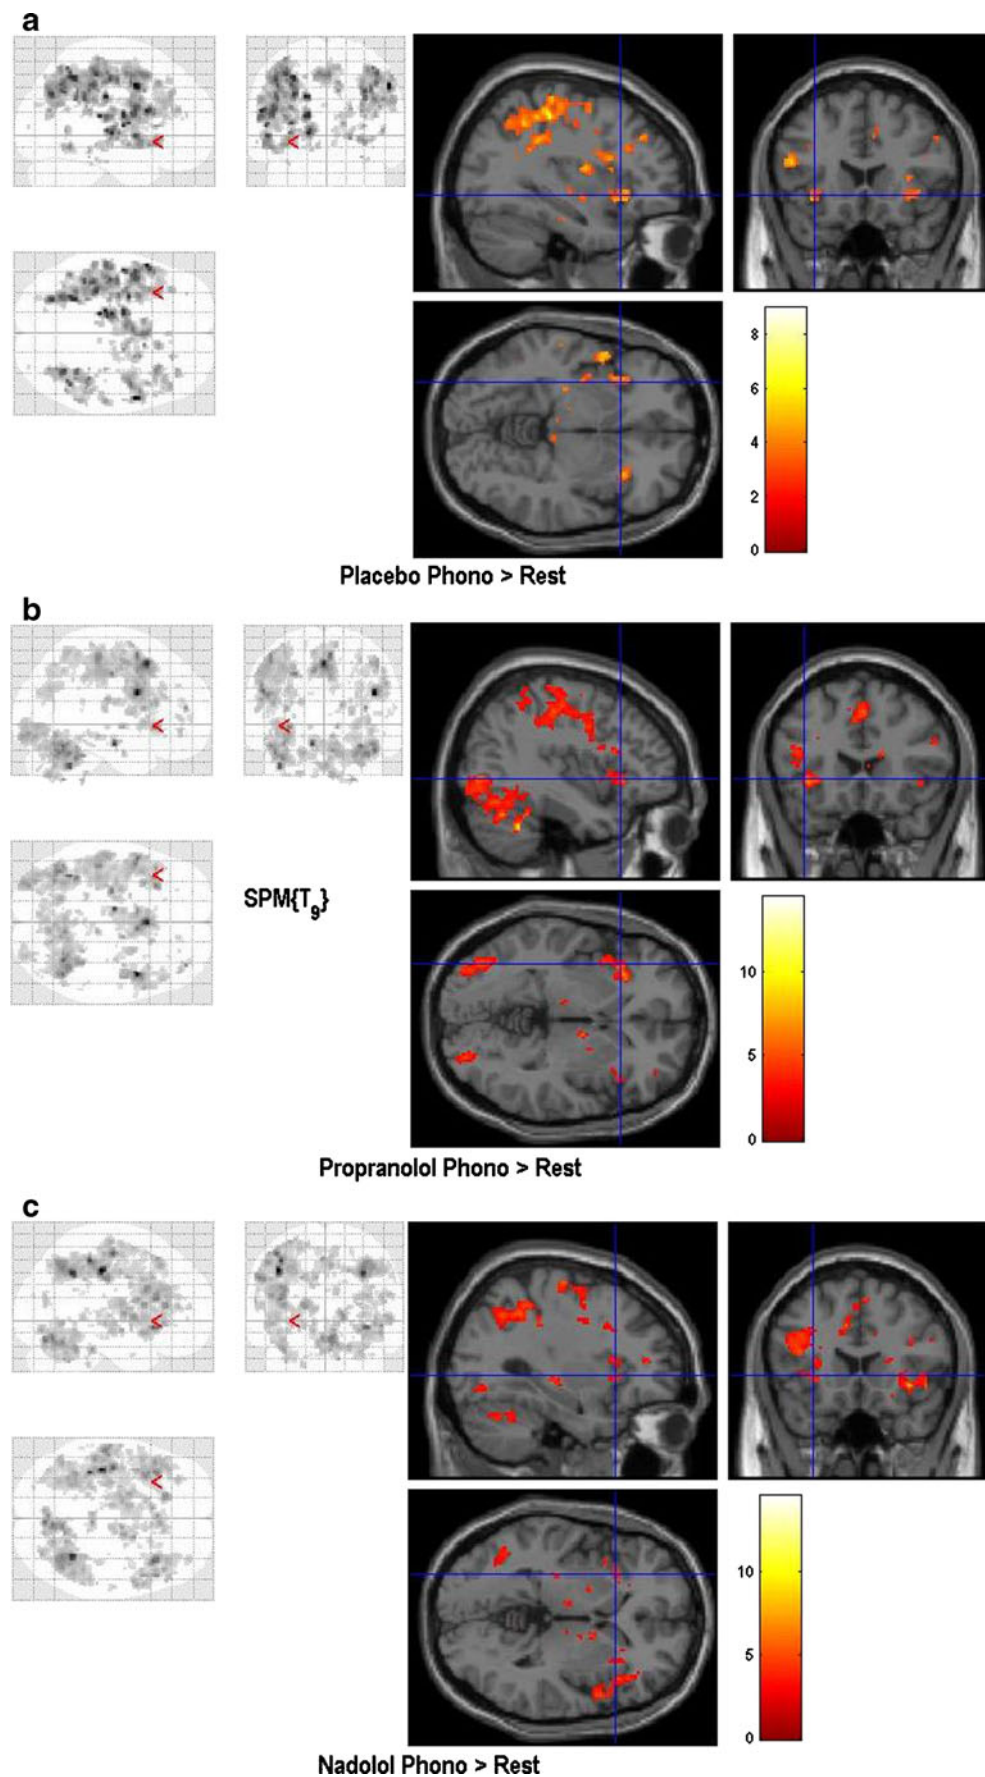 a
<
<
<
8
4
2
0
Placebo Phono > Rest
b
<
<
<
SPM{T9}
10
5
0
Propranolol Phono > Rest
c
<
<
<
10
5
0
Nadolol Phono > Rest